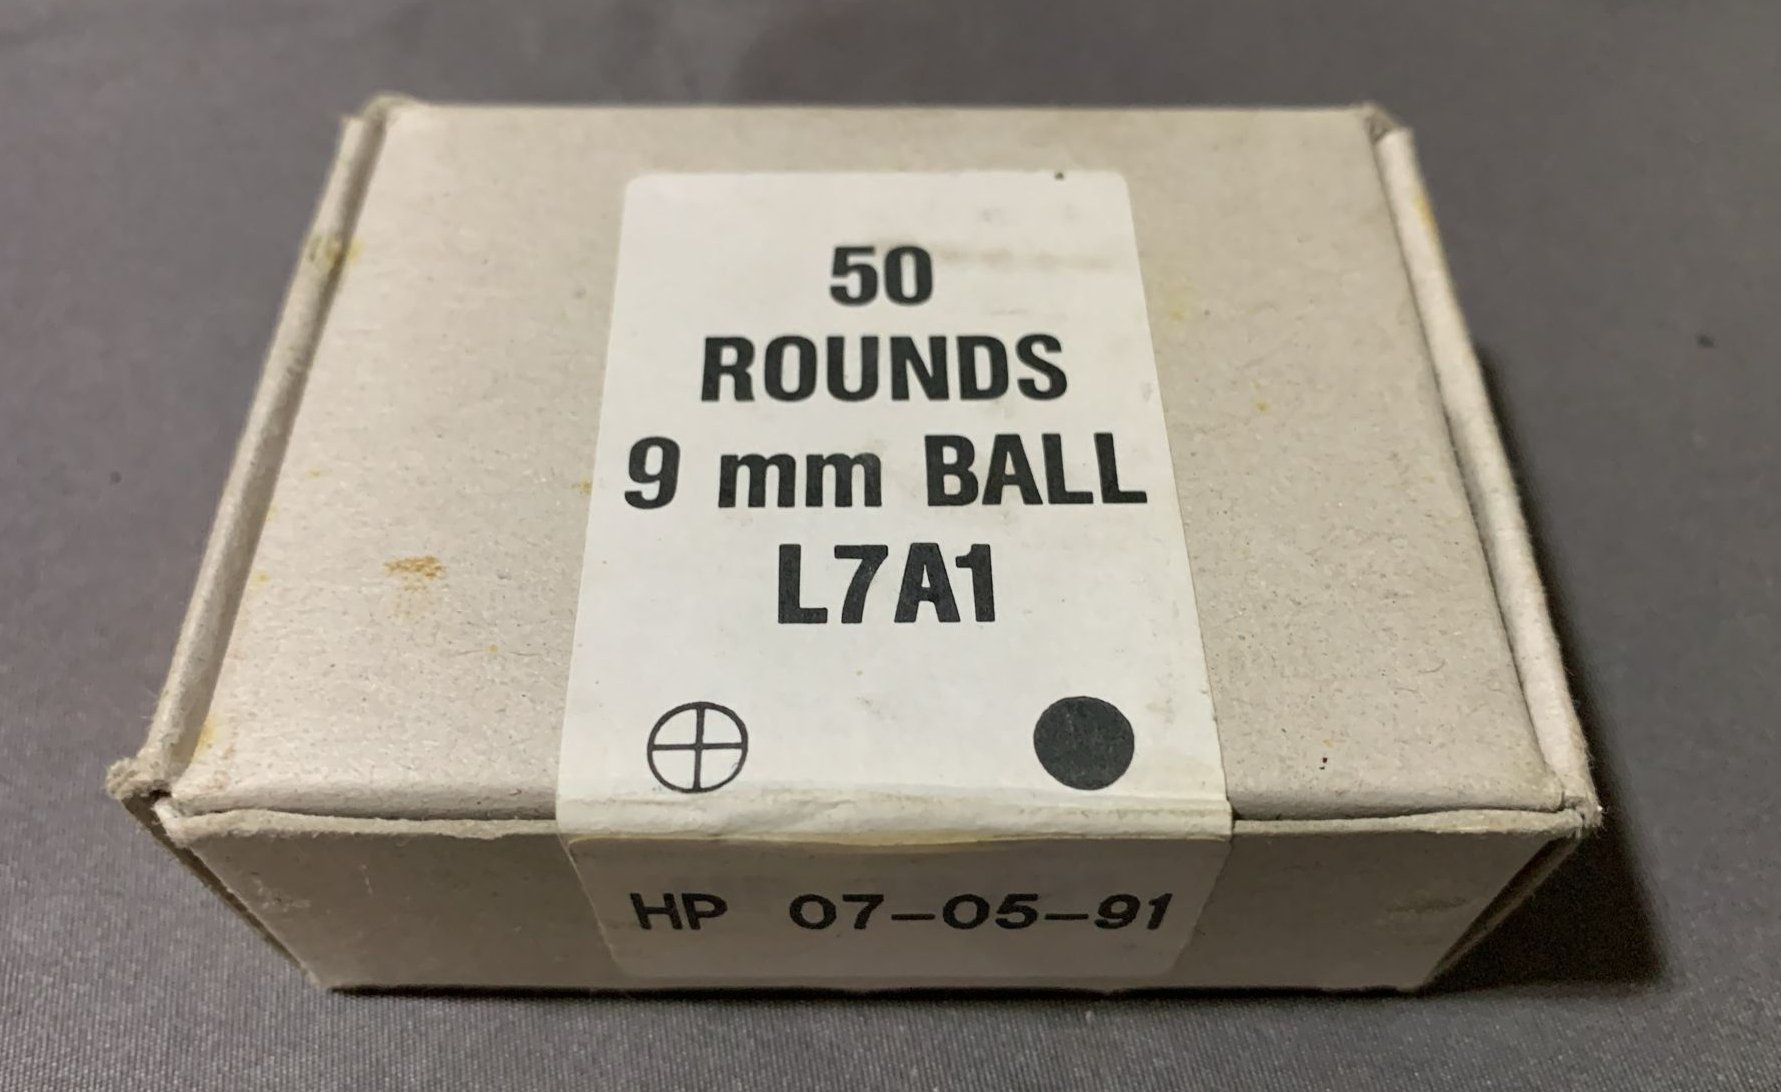 50
ROUNDS
9 mm BALL
L7A1
HP 07-05-91